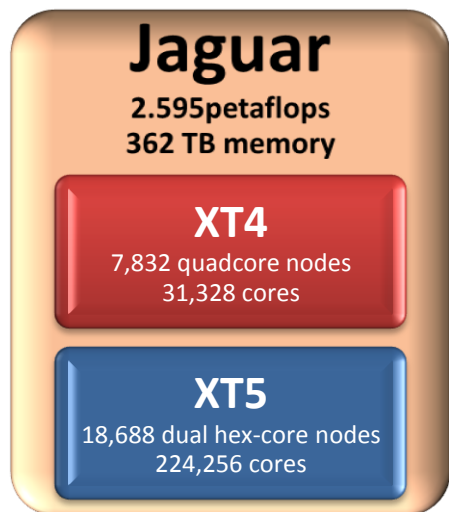 Jaguar
2.595petaflops
362 TB memory
XT4
7,832 quadcore nodes
31,328 cores
XT5
18,688 dual hex-core nodes
224,256 cores